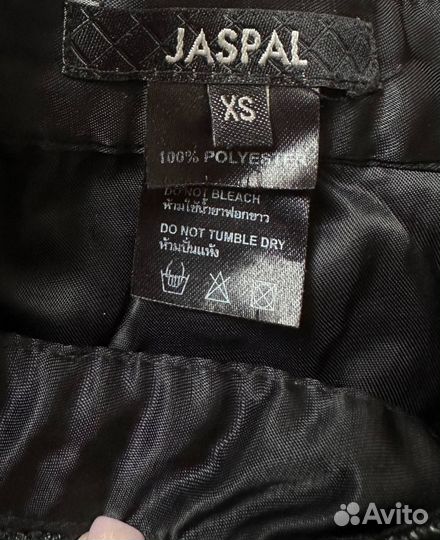 JASPAL
XS
100% POLYESTER
DO NOT BLEACH
ห้ามใช้น้ำยาฟอกขาว
DO NOT TUMBLE DRY
ห้ามปั่นแห้ง
Avito